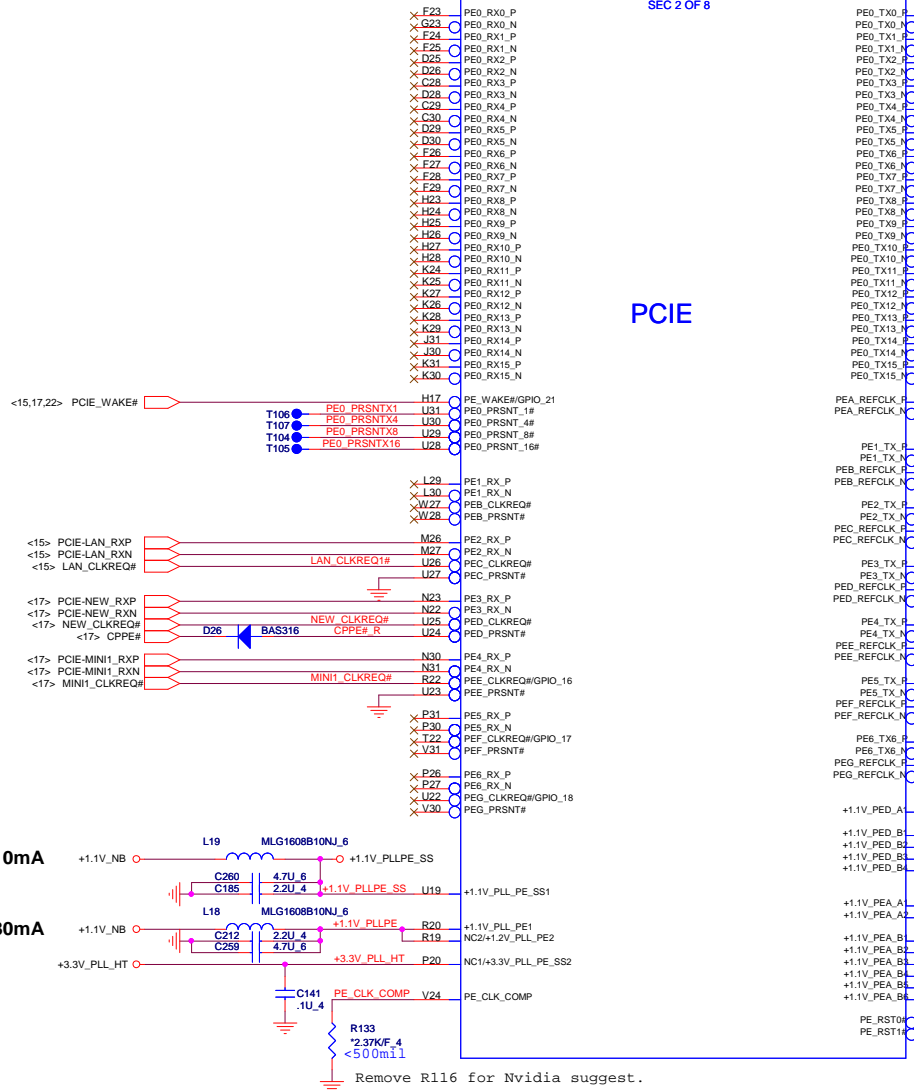 SEC 2 OF 8
F23 PE0_RX0_P PE0_TX0_P
G23 PE0_RX0_N PE0_TX0_N
F24 PE0_RX1_P PE0_TX1_P
F25 PE0_RX1_N PE0_TX1_N
D25 PE0_RX2_P PE0_TX2_P
D26 PE0_RX2_N PE0_TX2_N
C28 PE0_RX3_P PE0_TX3_P
D28 PE0_RX3_N PE0_TX3_N
C29 PE0_RX4_P PE0_TX4_P
C30 PE0_RX4_N PE0_TX4_N
D29 PE0_RX5_P PE0_TX5_P
D30 PE0_RX5_N PE0_TX5_N
F26 PE0_RX6_P PE0_TX6_P
F27 PE0_RX6_N PE0_TX6_N
F28 PE0_RX7_P PE0_TX7_P
F29 PE0_RX7_N PE0_TX7_N
H23 PE0_RX8_P PE0_TX8_P
H24 PE0_RX8_N PE0_TX8_N
H25 PE0_RX9_P PE0_TX9_P
H26 PE0_RX9_N PE0_TX9_N
H27 PE0_RX10_P PE0_TX10_P
H28 PE0_RX10_N PE0_TX10_N
K24 PE0_RX11_P PE0_TX11_P
K25 PE0_RX11_N PE0_TX11_N
K27 PE0_RX12_P PE0_TX12_P
K26 PE0_RX12_N PE0_TX12_N
K28 PE0_RX13_P PE0_TX13_P
K29 PE0_RX13_N PE0_TX13_N
J31 PE0_RX14_P PE0_TX14_P
J30 PE0_RX14_N PE0_TX14_N
K31 PE0_RX15_P PE0_TX15_P
K30 PE0_RX15_N PE0_TX15_N
PCIE
<15,17,22> PCIE_WAKE# H17 PE_WAKE#/GPIO_21 PEA_REFCLK_P
T106 PE0_PRSNTX1 U31 PE0_PRSNT_1# PEA_REFCLK_N
T107 PE0_PRSNTX4 U30 PE0_PRSNT_4#
T104 PE0_PRSNTX8 U29 PE0_PRSNT_8#
T105 PE0_PRSNTX16 U28 PE0_PRSNT_16# PE1_TX_P
PE1_TX_N
PEB_REFCLK_P
L29 PE1_RX_P PEB_REFCLK_N
L30 PE1_RX_N
W27 PEB_CLKREQ# PE2_TX_P
W28 PEB_PRSNT# PE2_TX_N
PEC_REFCLK_P
<15> PCIE-LAN_RXP M26 PE2_RX_P PEC_REFCLK_N
<15> PCIE-LAN_RXN M27 PE2_RX_N
<15> LAN_CLKREQ# LAN_CLKREQ1# U26 PEC_CLKREQ# PE3_TX_P
U27 PEC_PRSNT# PE3_TX_N
PED_REFCLK_P
<17> PCIE-NEW_RXP N23 PE3_RX_P PED_REFCLK_N
<17> PCIE-NEW_RXN N22 PE3_RX_N
<17> NEW_CLKREQ# NEW_CLKREQ# U25 PED_CLKREQ# PE4_TX_P
<17> CPPE# D26 BAS316 CPPE#_R U24 PED_PRSNT# PE4_TX_N
PEE_REFCLK_P
<17> PCIE-MINI1_RXP N30 PE4_RX_P PEE_REFCLK_N
<17> PCIE-MINI1_RXN N31 PE4_RX_N
<17> MINI1_CLKREQ# MINI1_CLKREQ# R22 PEE_CLKREQ#/GPIO_16 PE5_TX_P
U23 PEE_PRSNT# PE5_TX_N
PEF_REFCLK_P
P31 PE5_RX_P PEF_REFCLK_N
P30 PE5_RX_N
T22 PEF_CLKREQ#/GPIO_17 PE6_TX6_P
V31 PEF_PRSNT# PE6_TX6_N
PEG_REFCLK_P
P26 PE6_RX_P PEG_REFCLK_N
P27 PE6_RX_N
U22 PEG_CLKREQ#/GPIO_18
V30 PEG_PRSNT# +1.1V_PED_A1
+1.1V_PED_B1
+1.1V_PED_B2
+1.1V_PED_B3
+1.1V_PED_B4
L19 MLG1608B10NJ_6
0mA +1.1V_NB +1.1V_PLLPE_SS
C260 4.7U_6
C185 2.2U_4 +1.1V_PLLPE_SS U19 +1.1V_PLL_PE_SS1
+1.1V_PEA_A1
+1.1V_PEA_A2
L18 MLG1608B10NJ_6
30mA +1.1V_NB +1.1V_PLLPE R20 +1.1V_PLL_PE1
C212 2.2U_4 R19 NC2/+1.2V_PLL_PE2 +1.1V_PEA_B1
C259 4.7U_6 +1.1V_PEA_B2
+3.3V_PLL_HT +3.3V_PLL_HT P20 NC1/+3.3V_PLL_PE_SS2 +1.1V_PEA_B3
+1.1V_PEA_B4
+1.1V_PEA_B5
C141 PE_CLK_COMP V24 PE_CLK_COMP +1.1V_PEA_B6
.1U_4
PE_RST0#
R133 PE_RST1#
*2.37K/F_4
<500mil
Remove R116 for Nvidia suggest.